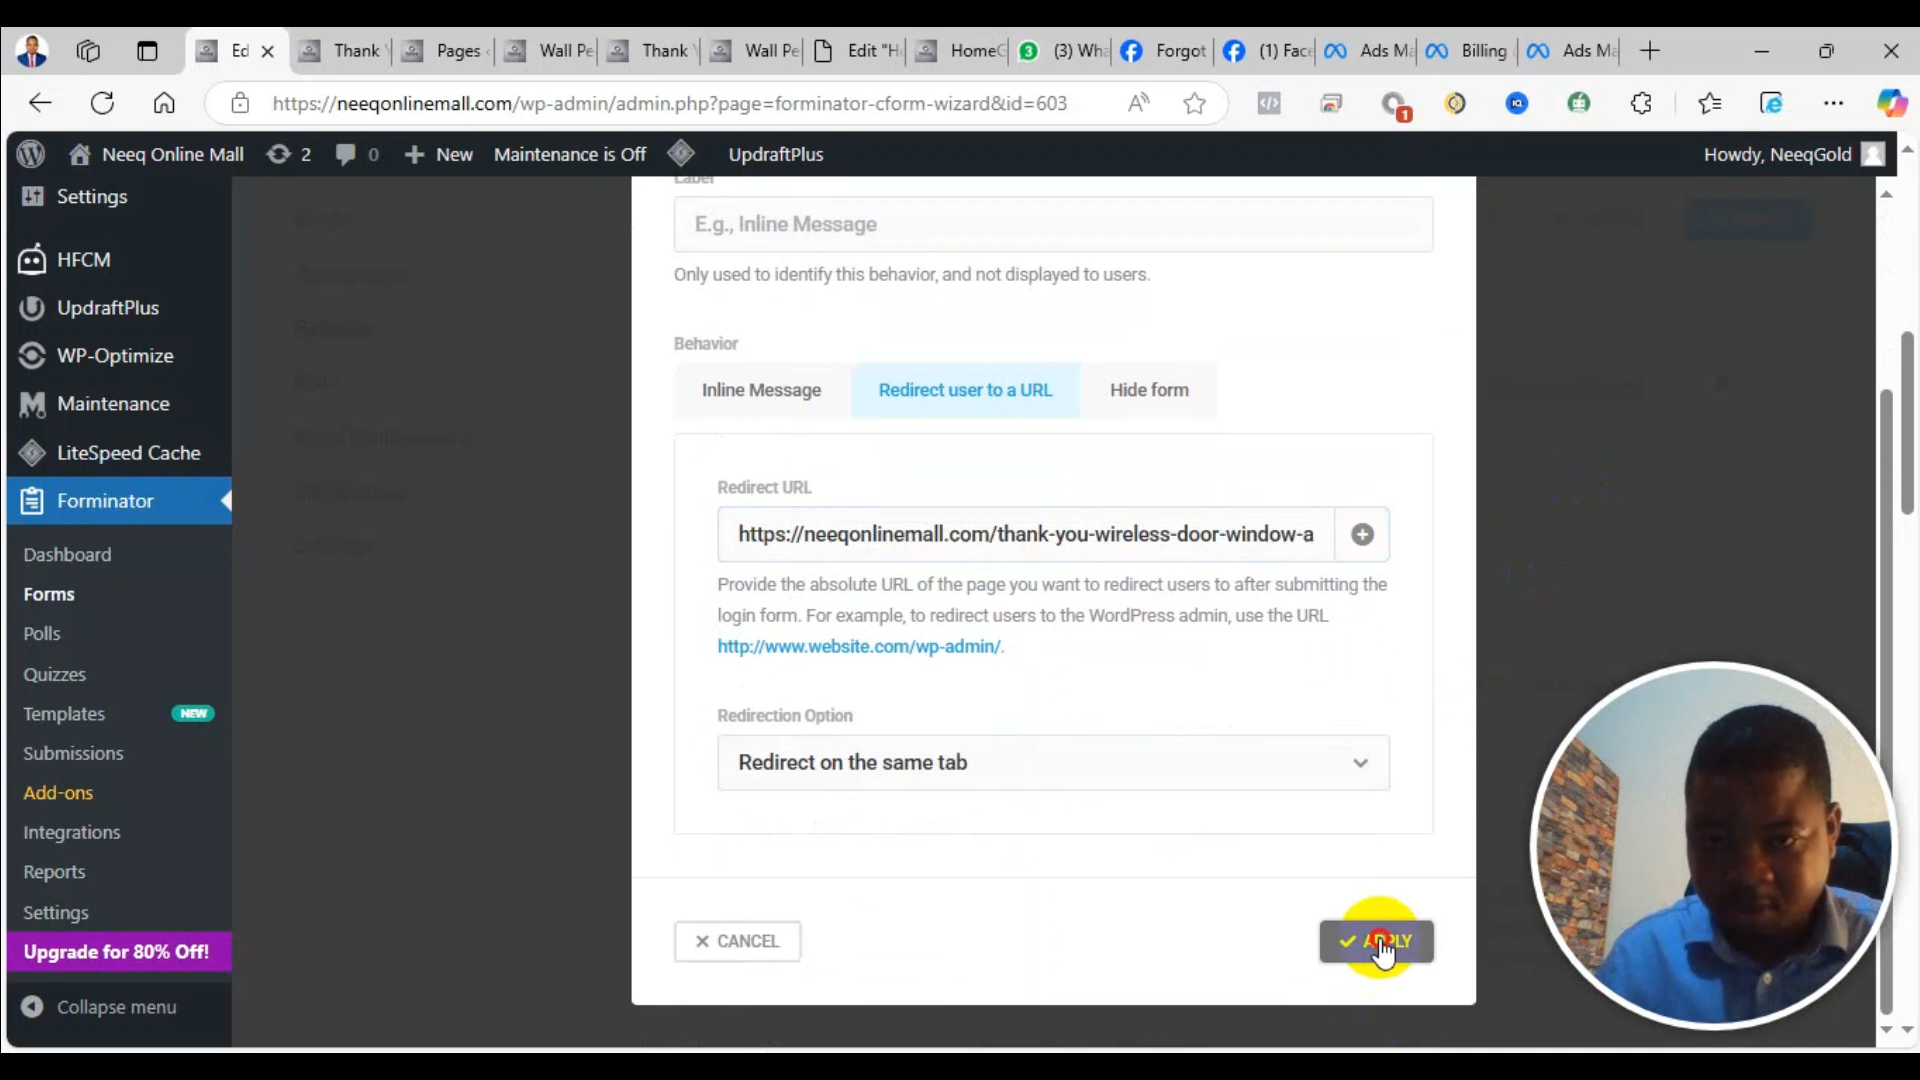 Ed
Thank Y
Pages
Wall Pe
Thank Y
Wall Pe
Edit "H
HomeG
3
(3) Wha
Forgot
(1) Face
Ads Ma
Billing
Ads Ma
https://neeqonlinemall.com/wp-admin/admin.php?page=forminator-cform-wizard&id=603
1
Neeq Online Mall
2
0
New
Maintenance is Off
UpdraftPlus
Howdy, NeeqGold
Settings
HFCM
UpdraftPlus
WP-Optimize
Maintenance
LiteSpeed Cache
Forminator
Dashboard
Forms
Polls
Quizzes
Templates NEW
Submissions
Add-ons
Integrations
Reports
Settings
Upgrade for 80% Off!
Collapse menu
Label
E.g., Inline Message
Only used to identify this behavior, and not displayed to users.
Behavior
Inline Message
Redirect user to a URL
Hide form
Redirect URL
https://neeqonlinemall.com/thank-you-wireless-door-window-a
Provide the absolute URL of the page you want to redirect users to after submitting the
login form. For example, to redirect users to the WordPress admin, use the URL
http://www.website.com/wp-admin/.
Redirection Option
Redirect on the same tab
CANCEL
APPLY